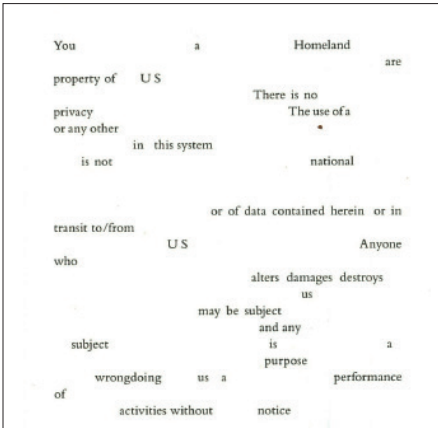 You a Homeland
are
property of U S
There is no
privacy The use of a
or any other
in this system
is not national
or of data contained herein or in
transit to/from
U S Anyone
who
alters damages destroys
us
may be subject
and any
subject is a
purpose
wrongdoing us a performance
of
activities without notice